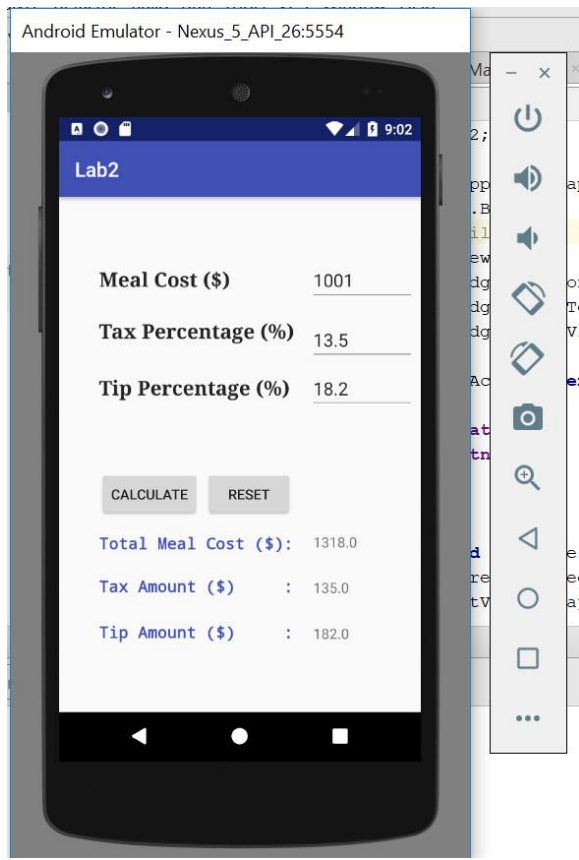 Android Emulator - Nexus_5_API_26:5554
9:02
Lab2
Meal Cost ($) 1001
Tax Percentage (%) 13.5
Tip Percentage (%) 18.2
CALCULATE RESET
Total Meal Cost ($): 1318.0
Tax Amount ($) : 135.0
Tip Amount ($) : 182.0